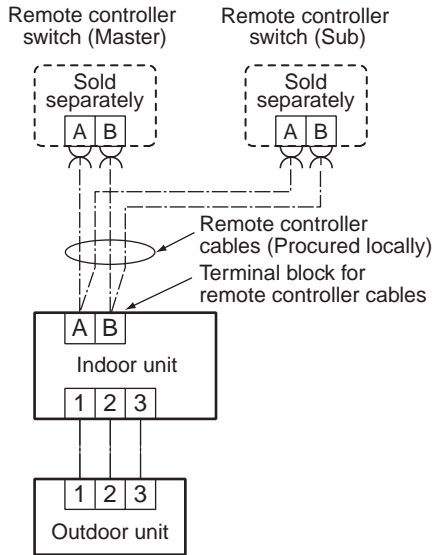 Remote controller
switch (Master)
Remote controller
switch (Sub)
Sold
separately
A B
Sold
separately
A B
Remote controller
cables (Procured locally)
Terminal block for
remote controller cables
A B
Indoor unit
1 2 3
1 2 3
Outdoor unit